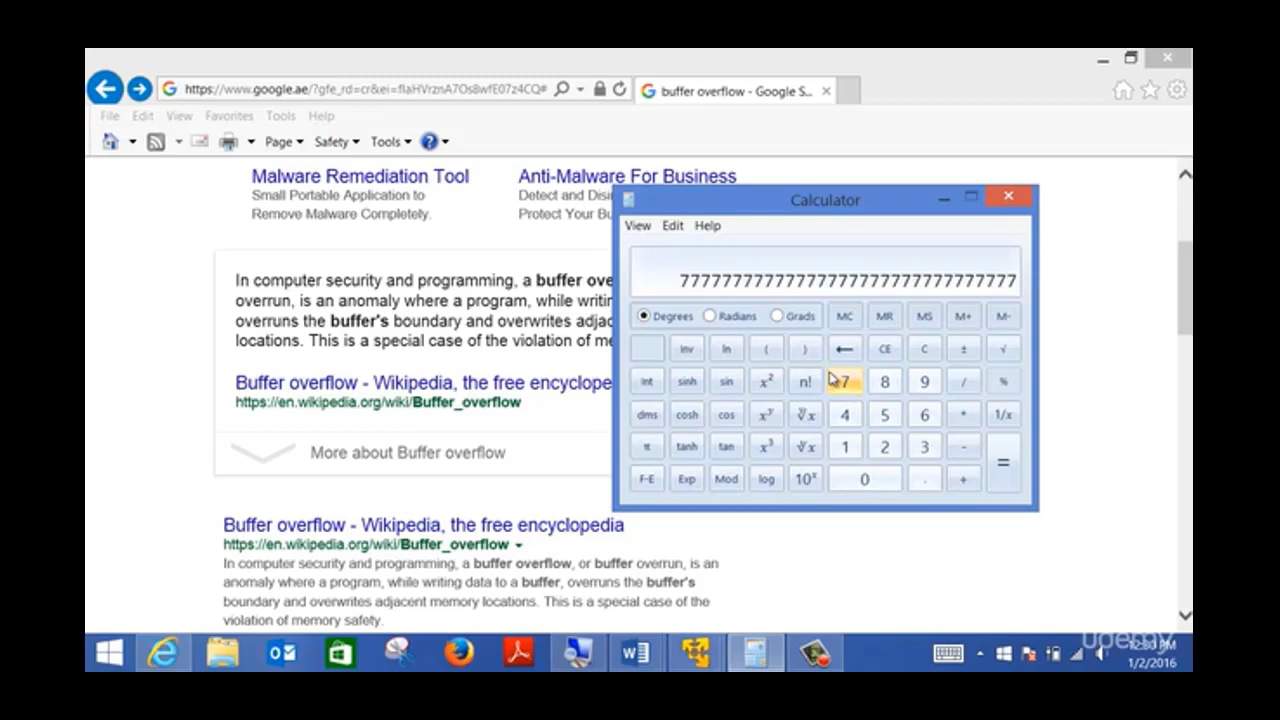 https://www.google.ae/?gfe_rd=cr&ei=flaHVrznA7Os8wfE07z4CQ#
buffer overflow - Google S...
File Edit View Favorites Tools Help
Page Safety Tools
Malware Remediation Tool
Small Portable Application to
Remove Malware Completely.
Anti-Malware For Business
Detect and Disi
Protect Your Bu
In computer security and programming, a buffer ove
overrun, is an anomaly where a program, while writin
overruns the buffer's boundary and overwrites adjac
locations. This is a special case of the violation of me
Buffer overflow - Wikipedia, the free encyclope
https://en.wikipedia.org/wiki/Buffer_overflow
More about Buffer overflow
Buffer overflow - Wikipedia, the free encyclopedia
https://en.wikipedia.org/wiki/Buffer_overflow
In computer security and programming, a buffer overflow, or buffer overrun, is an
anomaly where a program, while writing data to a buffer, overruns the buffer's
boundary and overwrites adjacent memory locations. This is a special case of the
violation of memory safety.
Calculator
View Edit Help
77777777777777777777777777777777
Degrees Radians Grads MC MR MS M+ M-
Inv ln ( ) ← CE C ± √
Int sinh sin x² n! 7 8 9 / %
dms cosh cos xʸ ʸ√x 4 5 6 * 1/x
π tanh tan x³ ³√x 1 2 3 -
=
F-E Exp Mod log 10ˣ 0 . +
udemy
1/2/2016